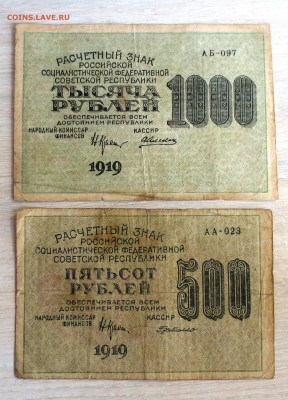 COINS.LAVE.RU
РАСЧЕТНЫЙ ЗНАК
АБ-097
РОССИЙСКОЙ
СОЦИАЛИСТИЧЕСКОЙ ФЕДЕРАТИВНОЙ
СОВЕТСКОЙ РЕСПУБЛИКИ
ТЫСЯЧА
РУБЛЕЙ
1000
ОБЕСПЕЧИВАЕТСЯ ВСЕМ
ДОСТОЯНИЕМ РЕСПУБЛИКИ
НАРОДНЫЙ КОМИССАР
ФИНАНСОВ
КАССИР
1919
РАСЧЕТНЫЙ ЗНАК
АА-023
РОССИЙСКОЙ
СОЦИАЛИСТИЧЕСКОЙ ФЕДЕРАТИВНОЙ
СОВЕТСКОЙ РЕСПУБЛИКИ
ПЯТЬСОТ
РУБЛЕЙ
500
ОБЕСПЕЧИВАЕТСЯ ВСЕМ
ДОСТОЯНИЕМ РЕСПУБЛИКИ
НАРОДНЫЙ КОМИССАР
ФИНАНСОВ
КАССИР
1919